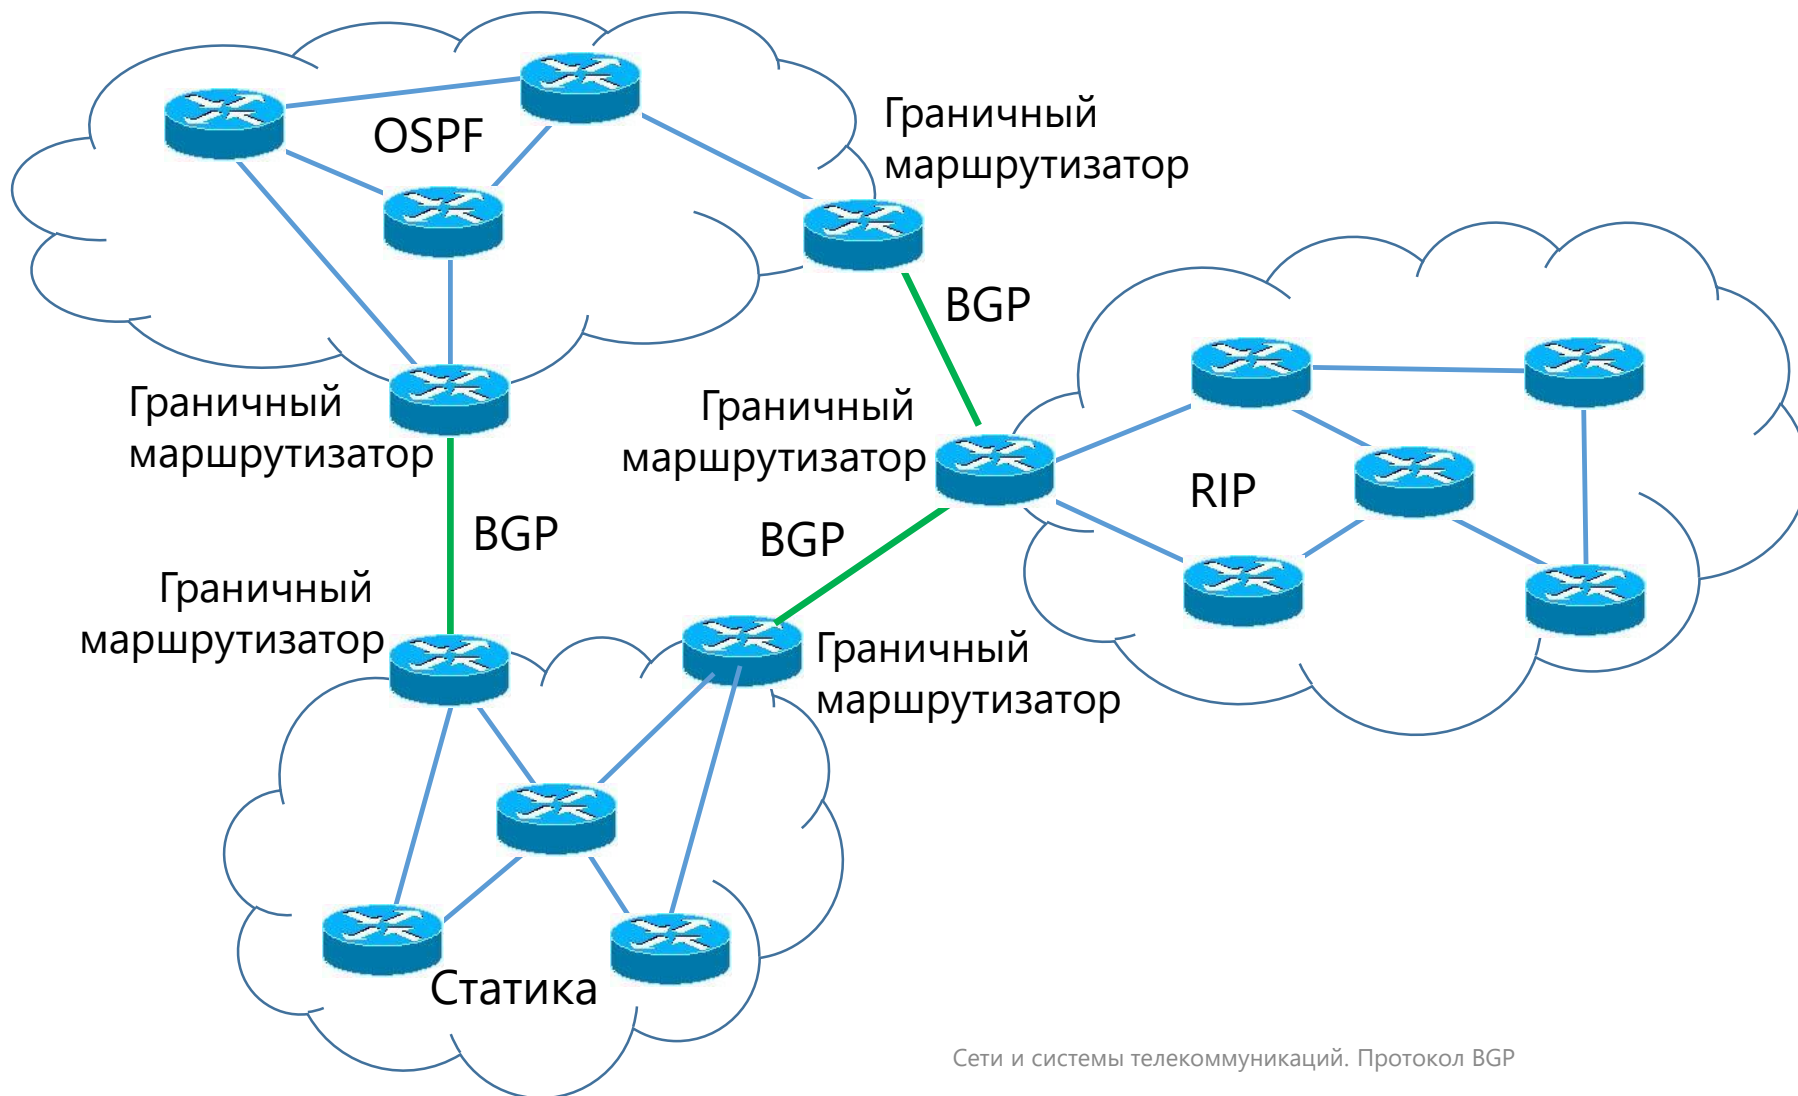 OSPF
Граничный
маршрутизатор
BGP
Граничный
маршрутизатор
Граничный
маршрутизатор
RIP
BGP
BGP
Граничный
маршрутизатор
Граничный
маршрутизатор
Статика
Сети и системы телекоммуникаций. Протокол BGP